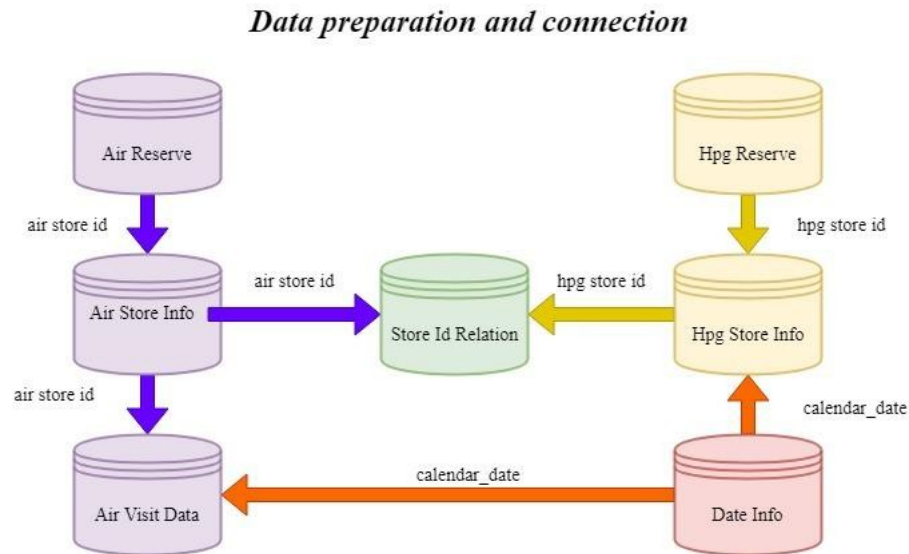 Data preparation and connection
Air Reserve
Hpg Reserve
air store id
hpg store id
air store id
hpg store id
Air Store Info
Store Id Relation
Hpg Store Info
air store id
calendar_date
calendar_date
Air Visit Data
Date Info